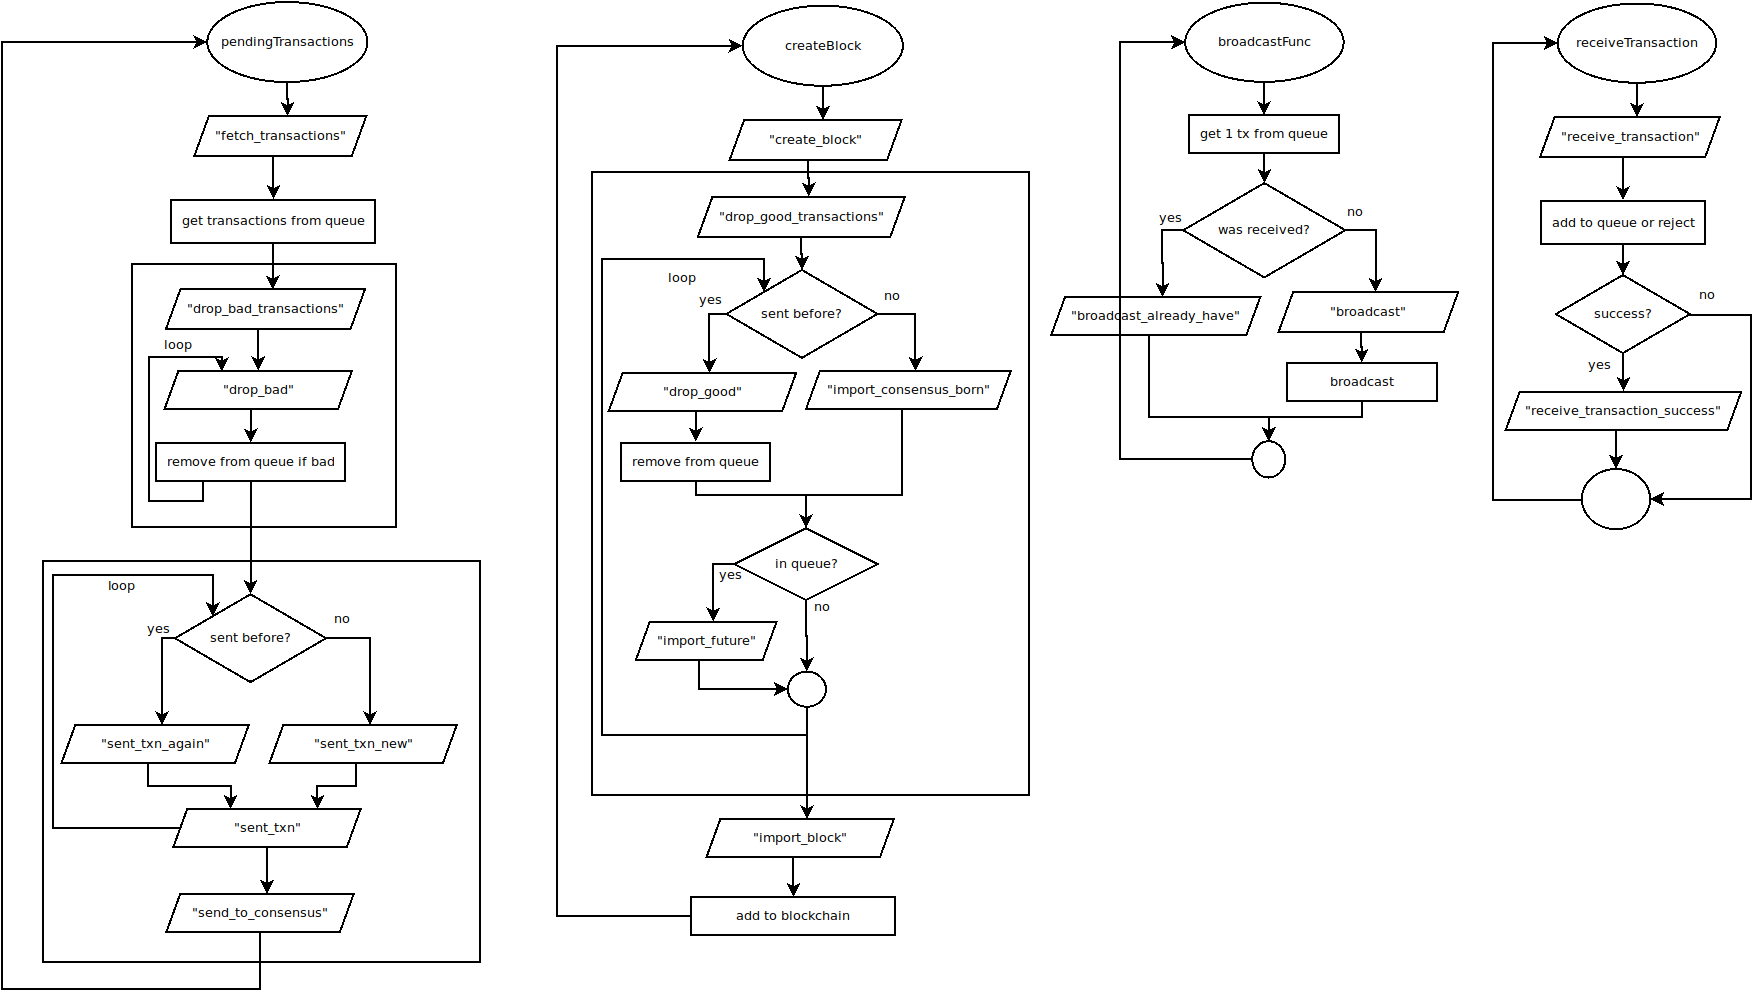 pendingTransactions
"fetch_transactions"
get transactions from queue
"drop_bad_transactions"
loop
"drop_bad"
remove from queue if bad
loop
yes
sent before?
no
"sent_txn_again"
"sent_txn_new"
"sent_txn"
"send_to_consensus"
createBlock
"create_block"
"drop_good_transactions"
loop
yes
sent before?
no
"drop_good"
"import_consensus_born"
remove from queue
in queue?
yes
no
"import_future"
"import_block"
add to blockchain
broadcastFunc
get 1 tx from queue
yes
was received?
no
"broadcast_already_have"
"broadcast"
broadcast
receiveTransaction
"receive_transaction"
add to queue or reject
success?
no
yes
"receive_transaction_success"